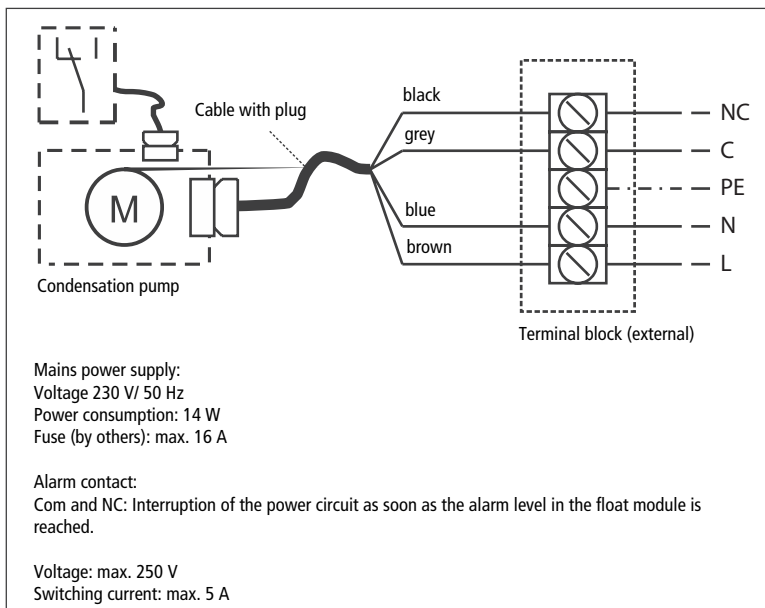 black
NC
Cable with plug
grey
C
PE
M
blue
N
brown
L
Condensation pump
Terminal block (external)
Mains power supply:
Voltage 230 V/ 50 Hz
Power consumption: 14 W
Fuse (by others): max. 16 A
Alarm contact:
Com and NC: Interruption of the power circuit as soon as the alarm level in the float module is
reached.
Voltage: max. 250 V
Switching current: max. 5 A